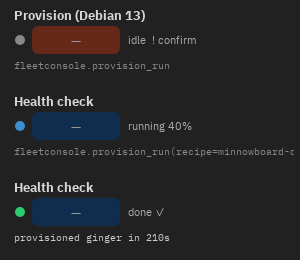 Provision (Debian 13)
— idle ! confirm
fleetconsole.provision_run
Health check
— running 40%
fleetconsole.provision_run(recipe=minnowboard-
Health check
— done ✓
provisioned ginger in 210s